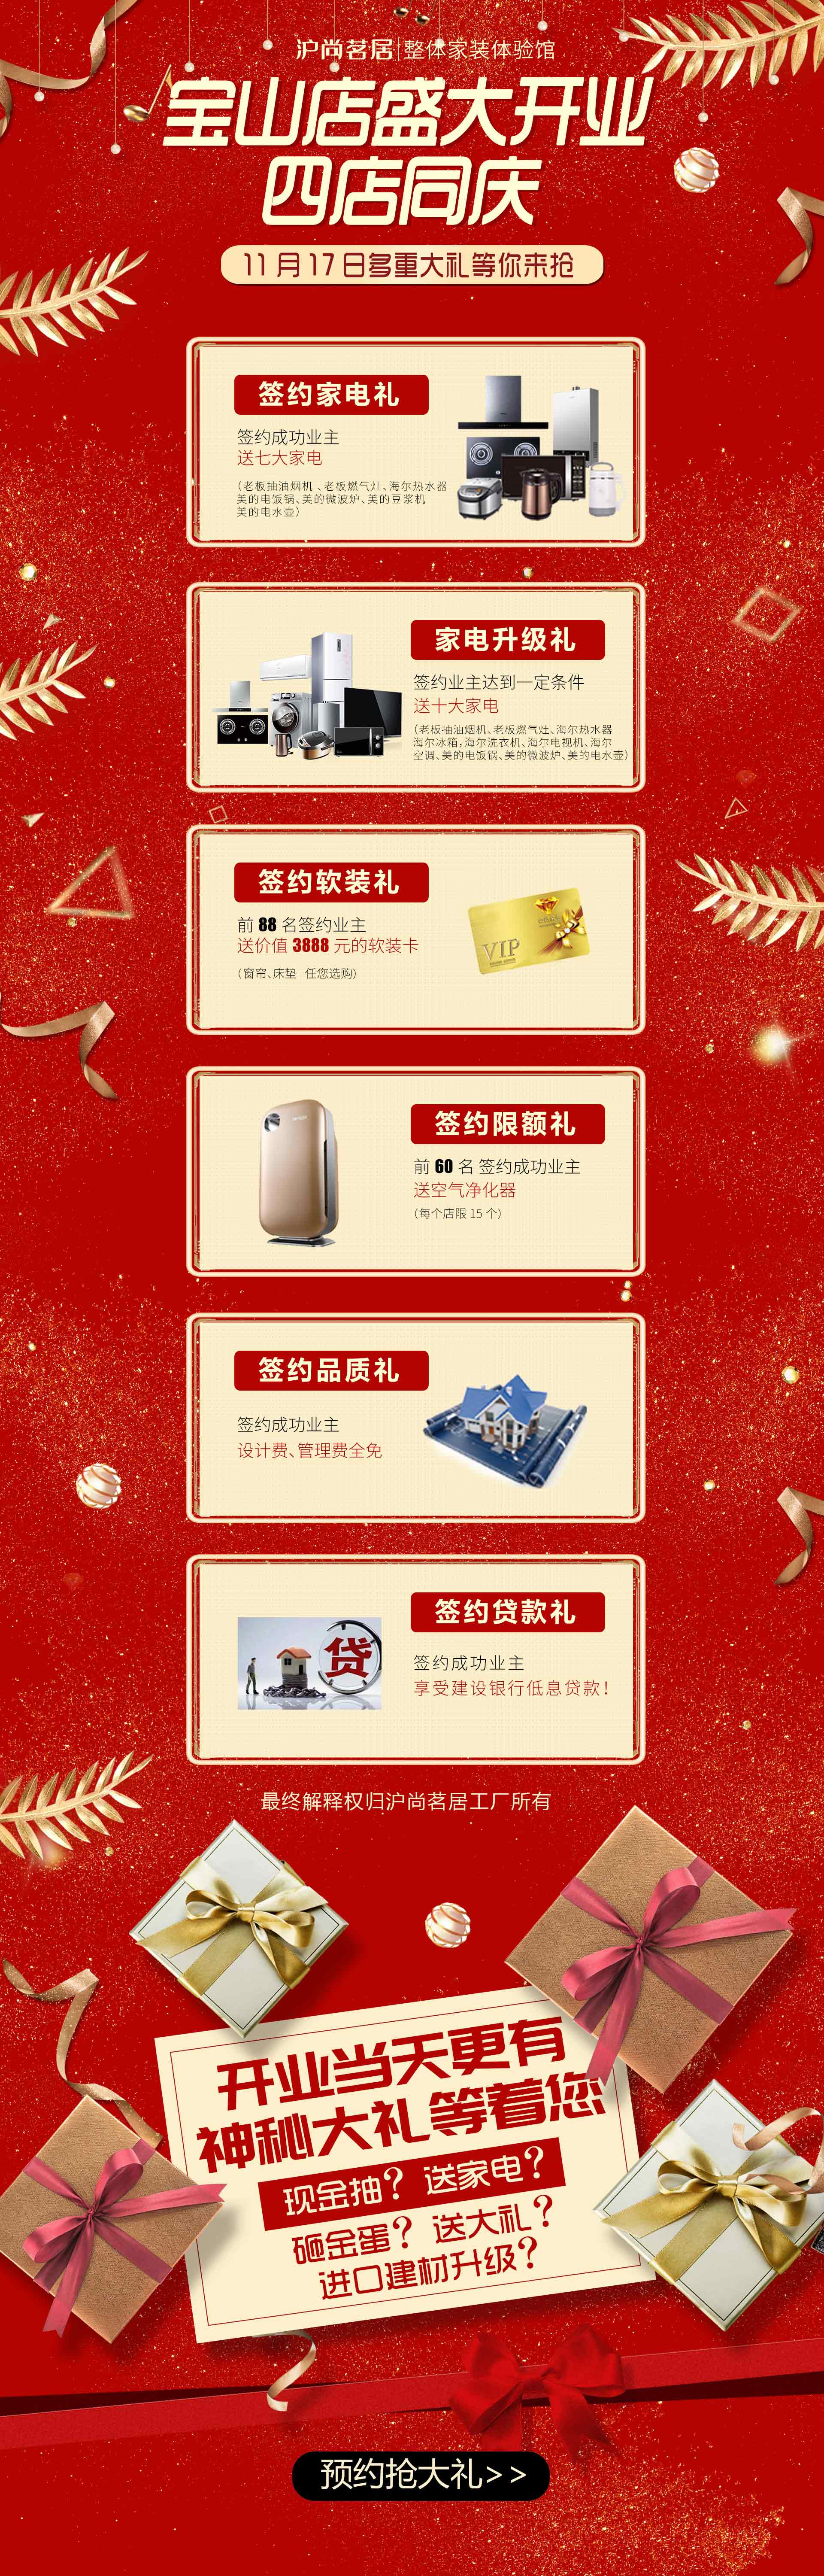 沪尚茗居|整体家装体验馆
宝山店盛大开业
四店同庆
11月17日多重大礼等你来抢
签约家电礼
签约成功业主
送七大家电
(老板抽油烟机、老板燃气灶、海尔热水器
美的电饭锅、美的微波炉、美的豆浆机
美的电水壶)
家电升级礼
签约业主达到一定条件
送十大家电
(老板抽油烟机、老板燃气灶、海尔热水器
海尔冰箱,海尔洗衣机、海尔电视机、海尔
空调、美的电饭锅、美的微波炉、美的电水壶)
签约软装礼
前 88 名签约业主
送价值 3888 元的软装卡
(窗帘、床垫 任您选购)
VIP
签约限额礼
前 60 名 签约成功业主
送空气净化器
(每个店限 15 个)
签约品质礼
签约成功业主
设计费、管理费全免
签约贷款礼
签约成功业主
享受建设银行低息贷款!
贷
最终解释权归沪尚茗居工厂所有
开业当天更有
神秘大礼等着您
现金抽? 送家电?
砸金蛋? 送大礼?
进口建材升级?
预约抢大礼>>